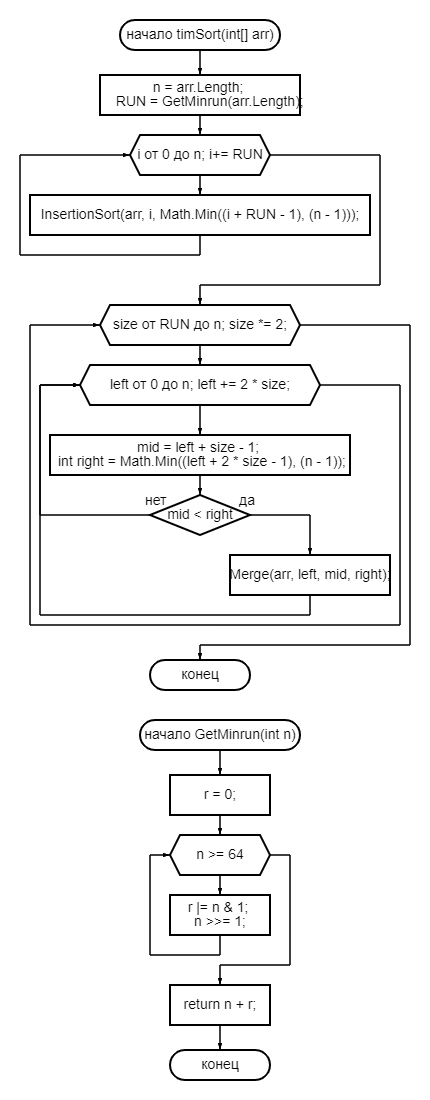 начало timSort(int[] arr)
n = arr.Length;
RUN = GetMinrun(arr.Length);
i от 0 до n; i+= RUN
InsertionSort(arr, i, Math.Min((i + RUN - 1), (n - 1)));
size от RUN до n; size *= 2;
left от 0 до n; left += 2 * size;
mid = left + size - 1;
int right = Math.Min((left + 2 * size - 1), (n - 1));
нет
да
mid < right
Merge(arr, left, mid, right);
конец
начало GetMinrun(int n)
r = 0;
n >= 64
r |= n & 1;
n >>= 1;
return n + r;
конец